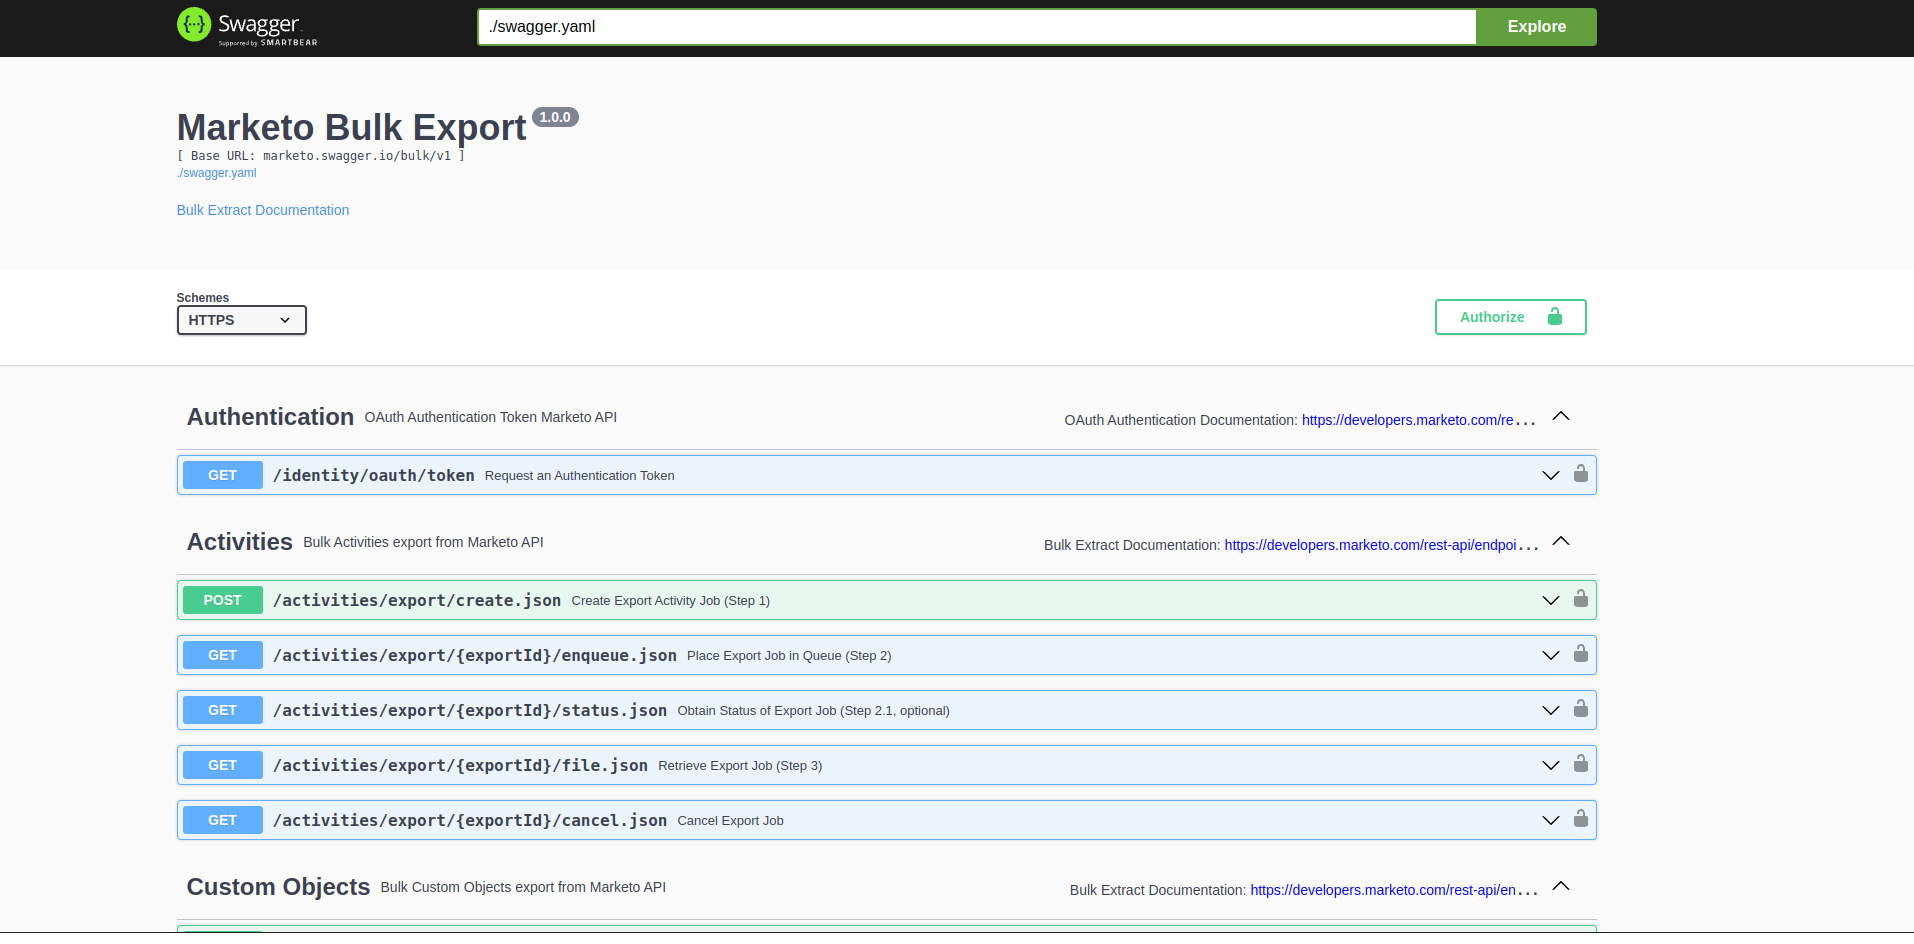 Swagger
Supported by SMARTBEAR
./swagger.yaml
Explore
Marketo Bulk Export 1.0.0
[ Base URL: marketo.swagger.io/bulk/v1 ]
./swagger.yaml
Bulk Extract Documentation
Schemes
HTTPS
Authorize
Authentication OAuth Authentication Token Marketo API OAuth Authentication Documentation: https://developers.marketo.com/re...
GET /identity/oauth/token Request an Authentication Token
Activities Bulk Activities export from Marketo API Bulk Extract Documentation: https://developers.marketo.com/rest-api/endpoi...
POST /activities/export/create.json Create Export Activity Job (Step 1)
GET /activities/export/{exportId}/enqueue.json Place Export Job in Queue (Step 2)
GET /activities/export/{exportId}/status.json Obtain Status of Export Job (Step 2.1, optional)
GET /activities/export/{exportId}/file.json Retrieve Export Job (Step 3)
GET /activities/export/{exportId}/cancel.json Cancel Export Job
Custom Objects Bulk Custom Objects export from Marketo API Bulk Extract Documentation: https://developers.marketo.com/rest-api/en...